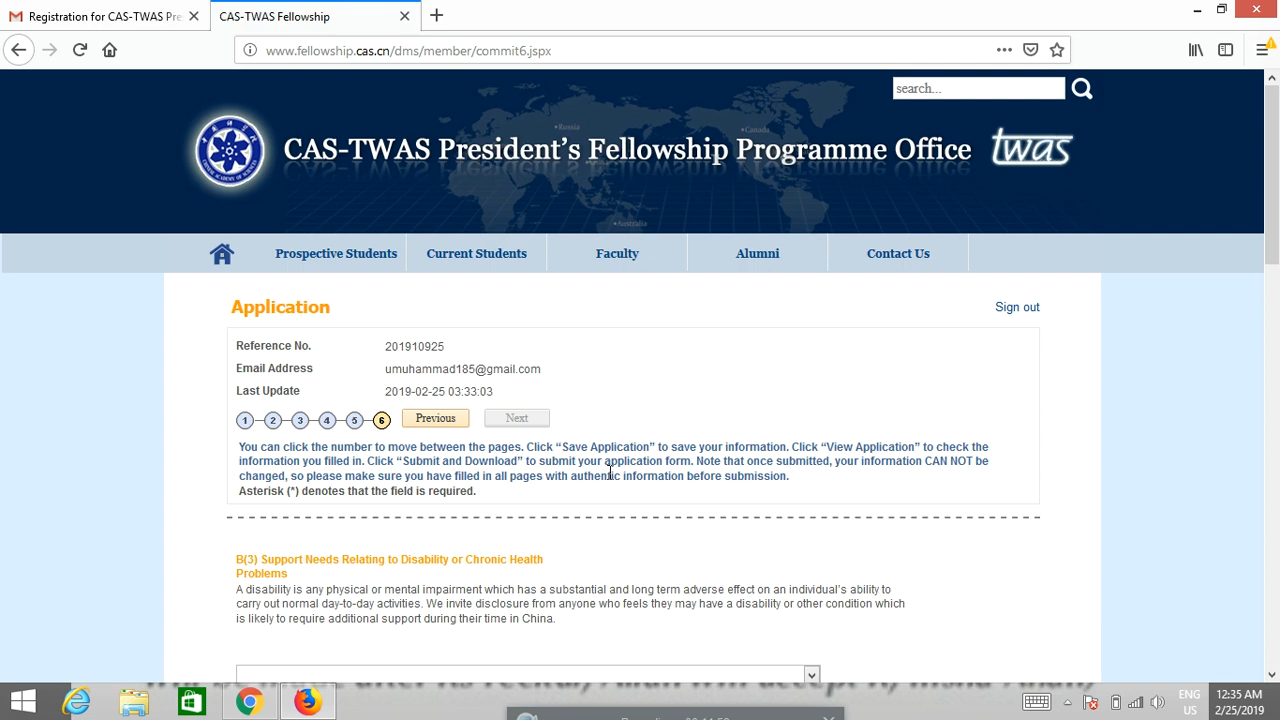 Registration for CAS-TWAS Pre
CAS-TWAS Fellowship
www.fellowship.cas.cn/dms/member/commit6.jspx
search...
Russia
Canada
CAS-TWAS President's Fellowship Programme Office
twas
Australia
Prospective Students
Current Students
Faculty
Alumni
Contact Us
Application
Sign out
Reference No. 201910925
Email Address umuhammad185@gmail.com
Last Update 2019-02-25 03:33:03
1 2 3 4 5 6 Previous Next
You can click the number to move between the pages. Click “Save Application” to save your information. Click “View Application” to check the
information you filled in. Click “Submit and Download” to submit your application form. Note that once submitted, your information CAN NOT be
changed, so please make sure you have filled in all pages with authentic information before submission.
Asterisk (*) denotes that the field is required.
B(3) Support Needs Relating to Disability or Chronic Health
Problems
A disability is any physical or mental impairment which has a substantial and long term adverse effect on an individual's ability to
carry out normal day-to-day activities. We invite disclosure from anyone who feels they may have a disability or other condition which
is likely to require additional support during their time in China.
ENG
US
12:35 AM
2/25/2019